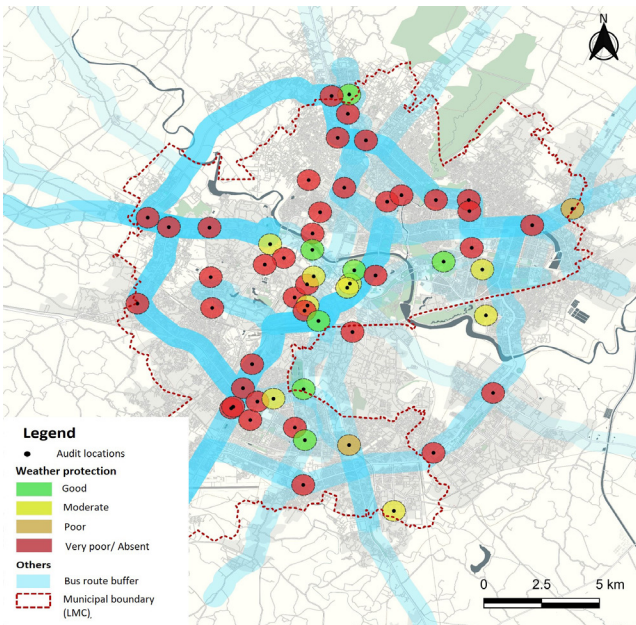 N
Legend
Audit locations
Weather protection
Good
Moderate
Poor
Very poor/ Absent
Others
Bus route buffer
Municipal boundary
(LMC)
0 2.5 5 km